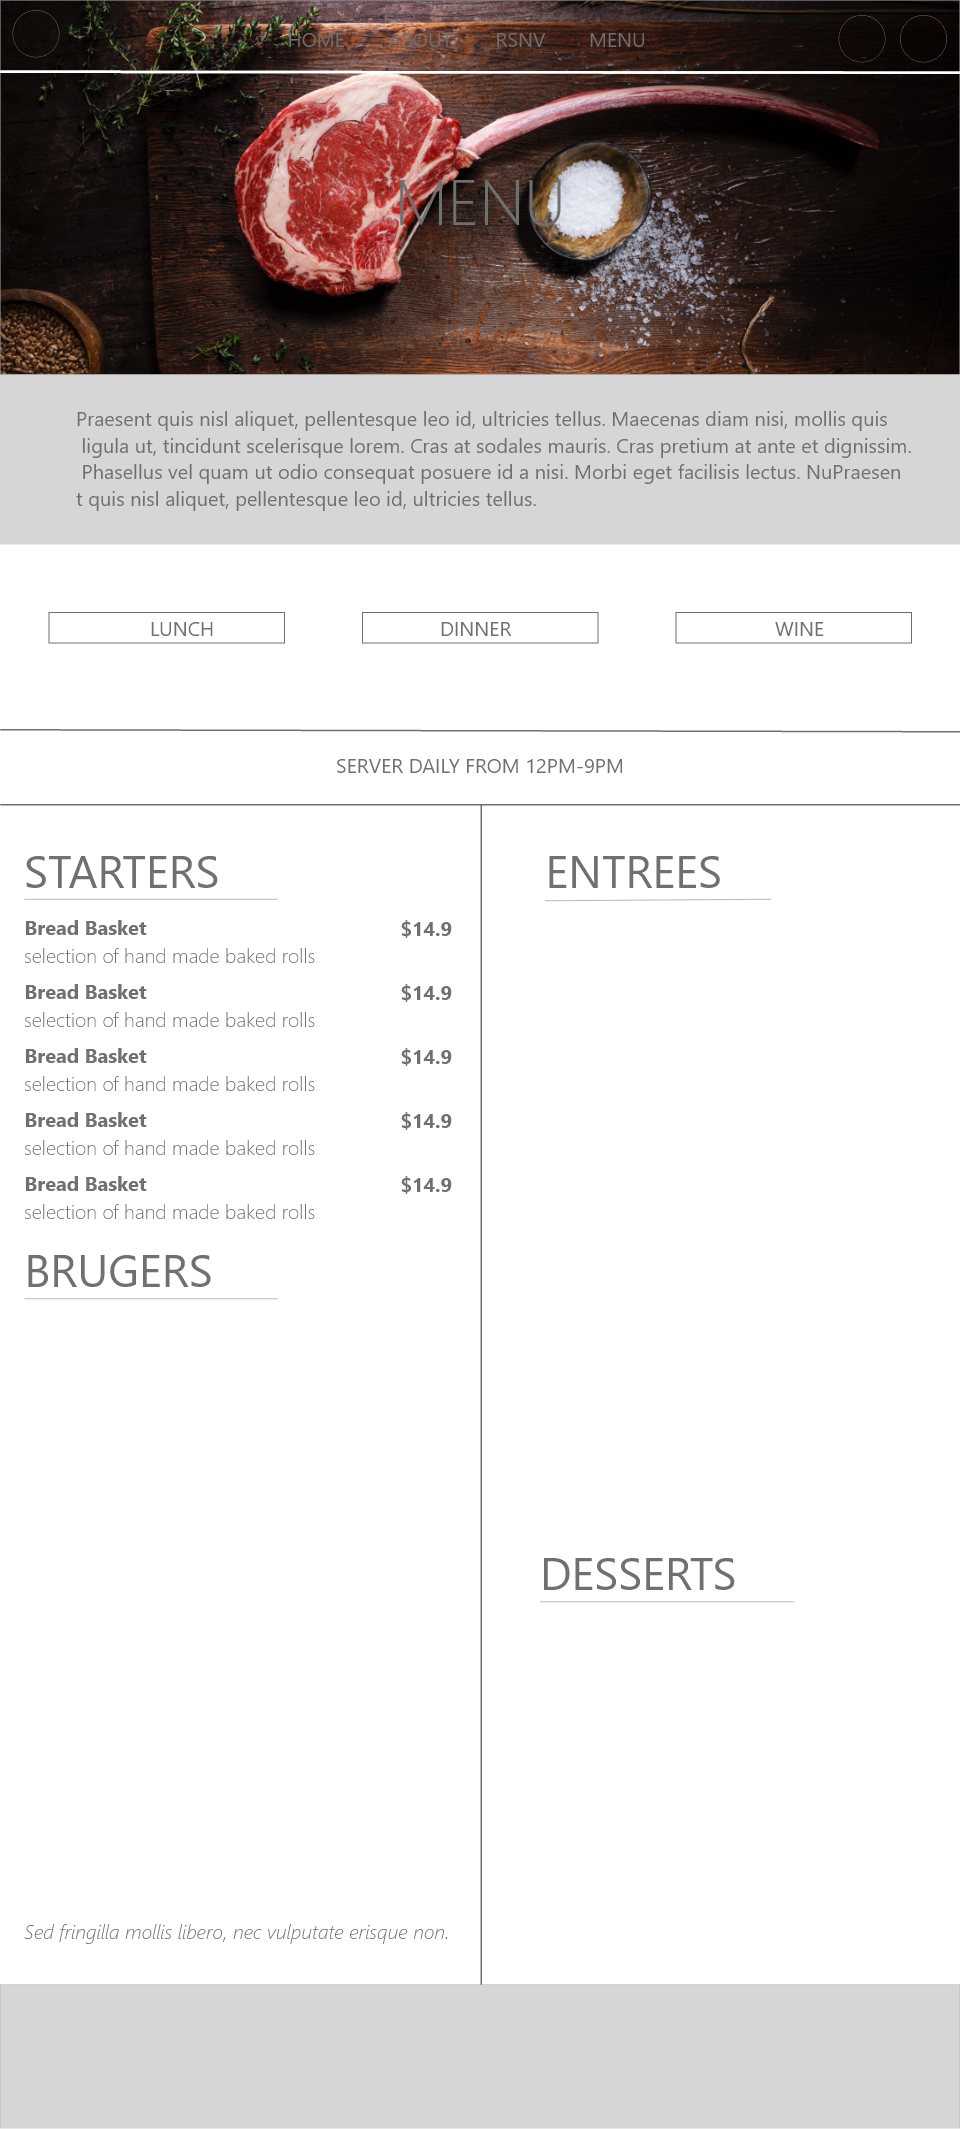 HOME ABOUT RSNV MENU
MENU
Praesent quis nisl aliquet, pellentesque leo id, ultricies tellus. Maecenas diam nisi, mollis quis
ligula ut, tincidunt scelerisque lorem. Cras at sodales mauris. Cras pretium at ante et dignissim.
Phasellus vel quam ut odio consequat posuere id a nisi. Morbi eget facilisis lectus. NuPraesen
t quis nisl aliquet, pellentesque leo id, ultricies tellus.
LUNCH DINNER WINE
SERVER DAILY FROM 12PM-9PM
STARTERS
Bread Basket $14.9
selection of hand made baked rolls
Bread Basket $14.9
selection of hand made baked rolls
Bread Basket $14.9
selection of hand made baked rolls
Bread Basket $14.9
selection of hand made baked rolls
Bread Basket $14.9
selection of hand made baked rolls
BRUGERS
Sed fringilla mollis libero, nec vulputate erisque non.
ENTREES
DESSERTS